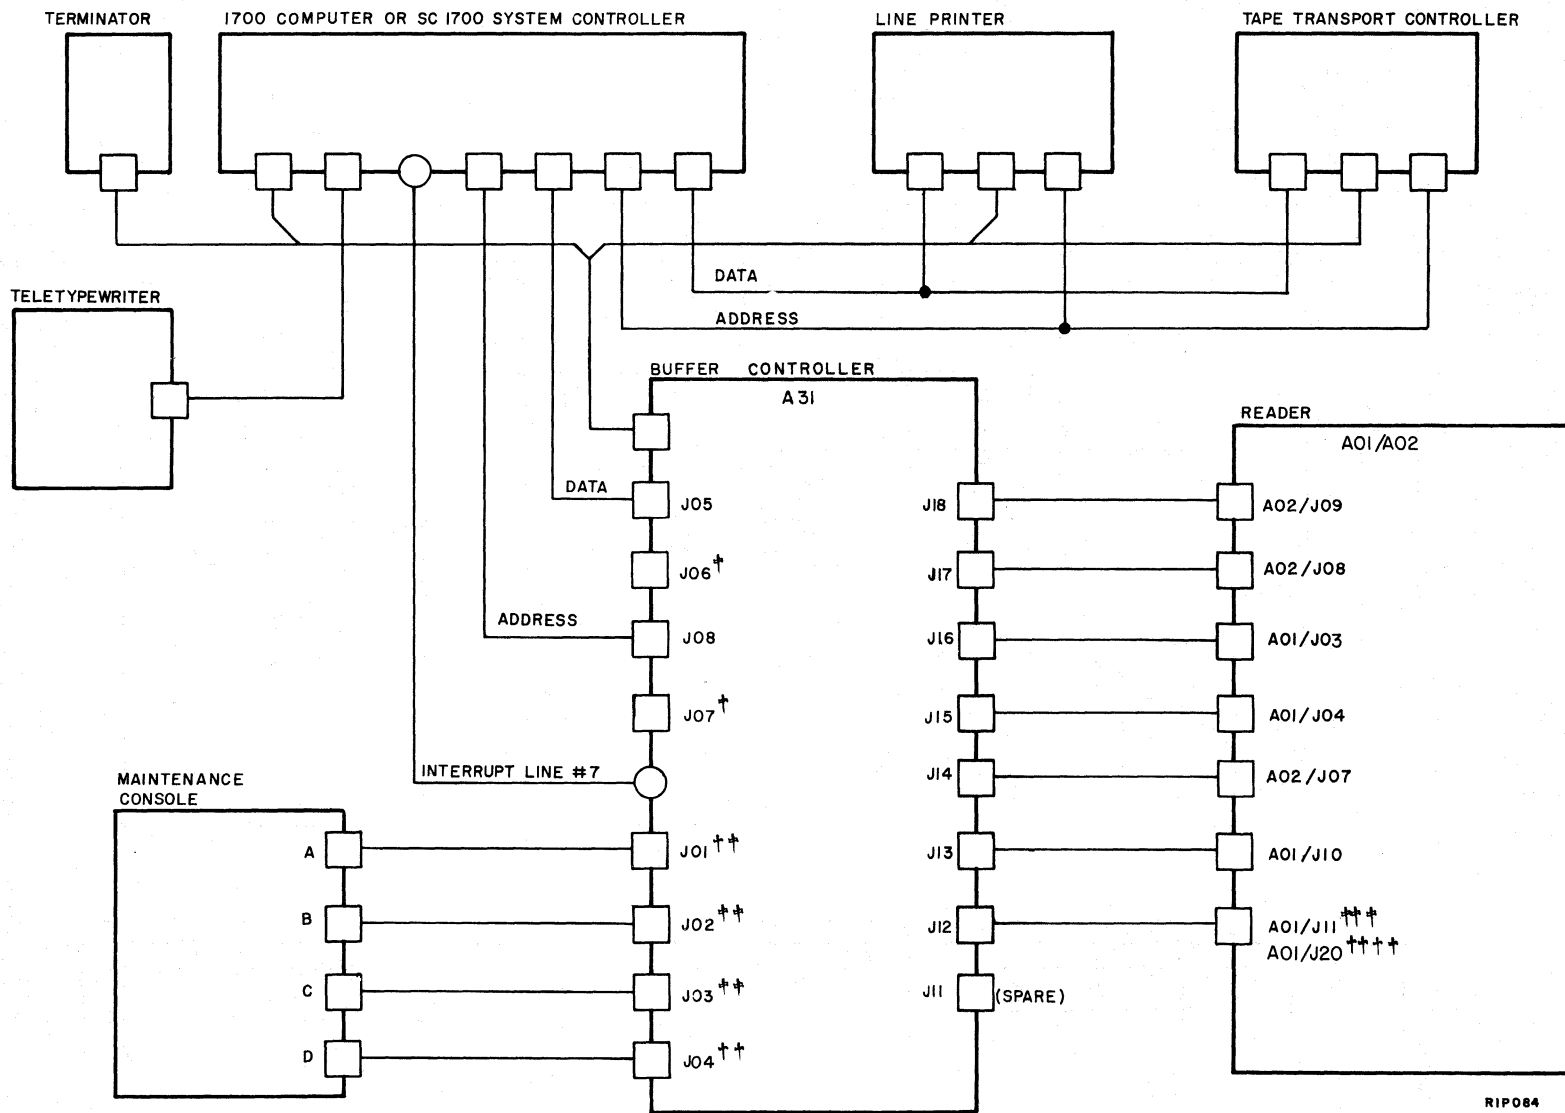 TERMINATOR
1700 COMPUTER OR SC 1700 SYSTEM CONTROLLER
LINE PRINTER
TAPE TRANSPORT CONTROLLER
DATA
ADDRESS
TELETYPEWRITER
BUFFER CONTROLLER
A31
READER
A01/A02
DATA
J05
J18
A02/J09
J06†
J17
A02/J08
ADDRESS
J08
J16
A01/J03
J07†
J15
A01/J04
INTERRUPT LINE #7
J14
A02/J07
MAINTENANCE
CONSOLE
A
J01††
J13
A01/J10
B
J02††
J12
A01/J11†††
A01/J20††††
C
J03††
J11
(SPARE)
D
J04††
RIP084